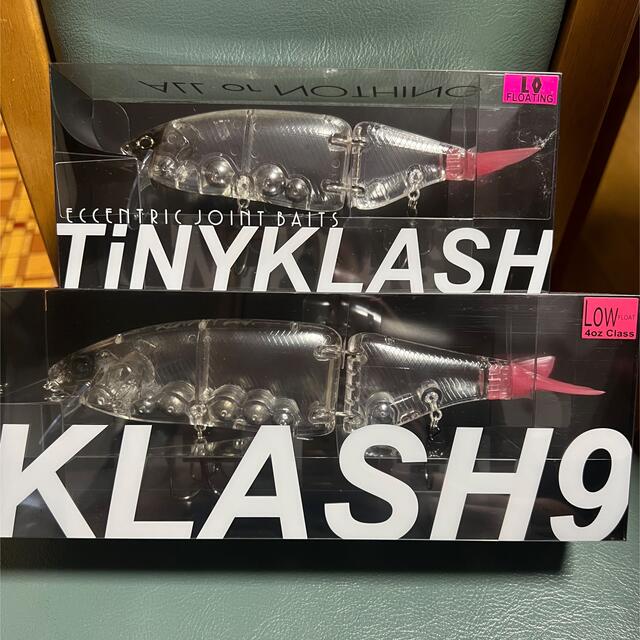 ALL or NOTHING
LO
FLOATING
ECCENTRIC JOINT BAITS
TiNYKLASH
LOW FLOAT
4oz Class
KLASH9